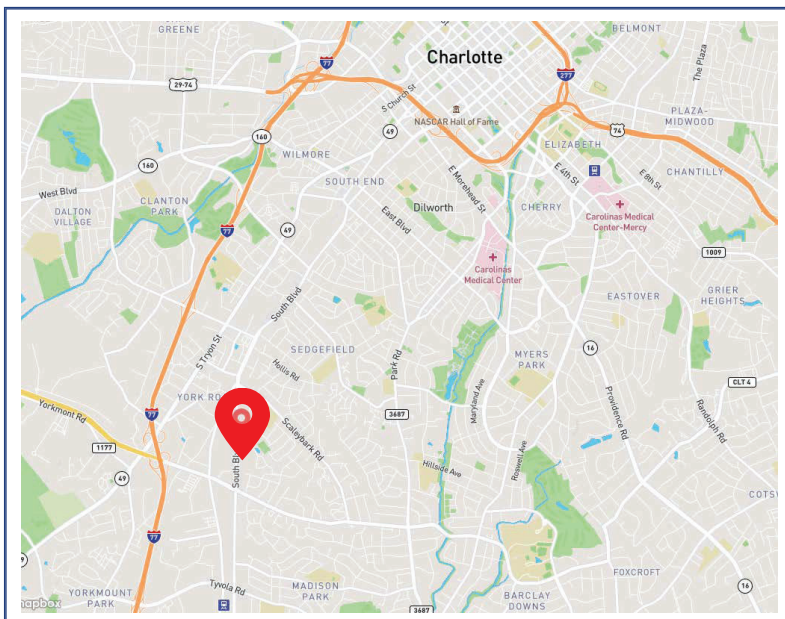 GREENE
77
Charlotte
BELMONT
277
The Plaza
29-74
S Church St
NASCAR Hall of Fame
PLAZA-
MIDWOOD
74
49
160
WILMORE
ELIZABETH
160
SOUTH END
E Morehead St
E 4th St
E 8th St
CHANTILLY
West Blvd
CLANTON
PARK
DALTON
VILLAGE
Dilworth
CHERRY
East Blvd
Carolinas Medical
Center-Mercy
77
49
1009
Carolinas
Medical Center
EASTOVER
GRIER
HEIGHTS
South Blvd
S Tryon St
SEDGEFIELD
Park Rd
16
MYERS
PARK
Hollis Rd
CLT 4
YORK RO
Maryland Ave
Providence Rd
Randolph Rd
Yorkmont Rd
77
3687
Scaleybark Rd
1177
South Bl
Roswell Ave
Hillside Ave
49
COTSW
77
49
FOXCROFT
Tyvola Rd
MADISON
PARK
YORKMOUNT
PARK
BARCLAY
DOWNS
16
3687
mapbox